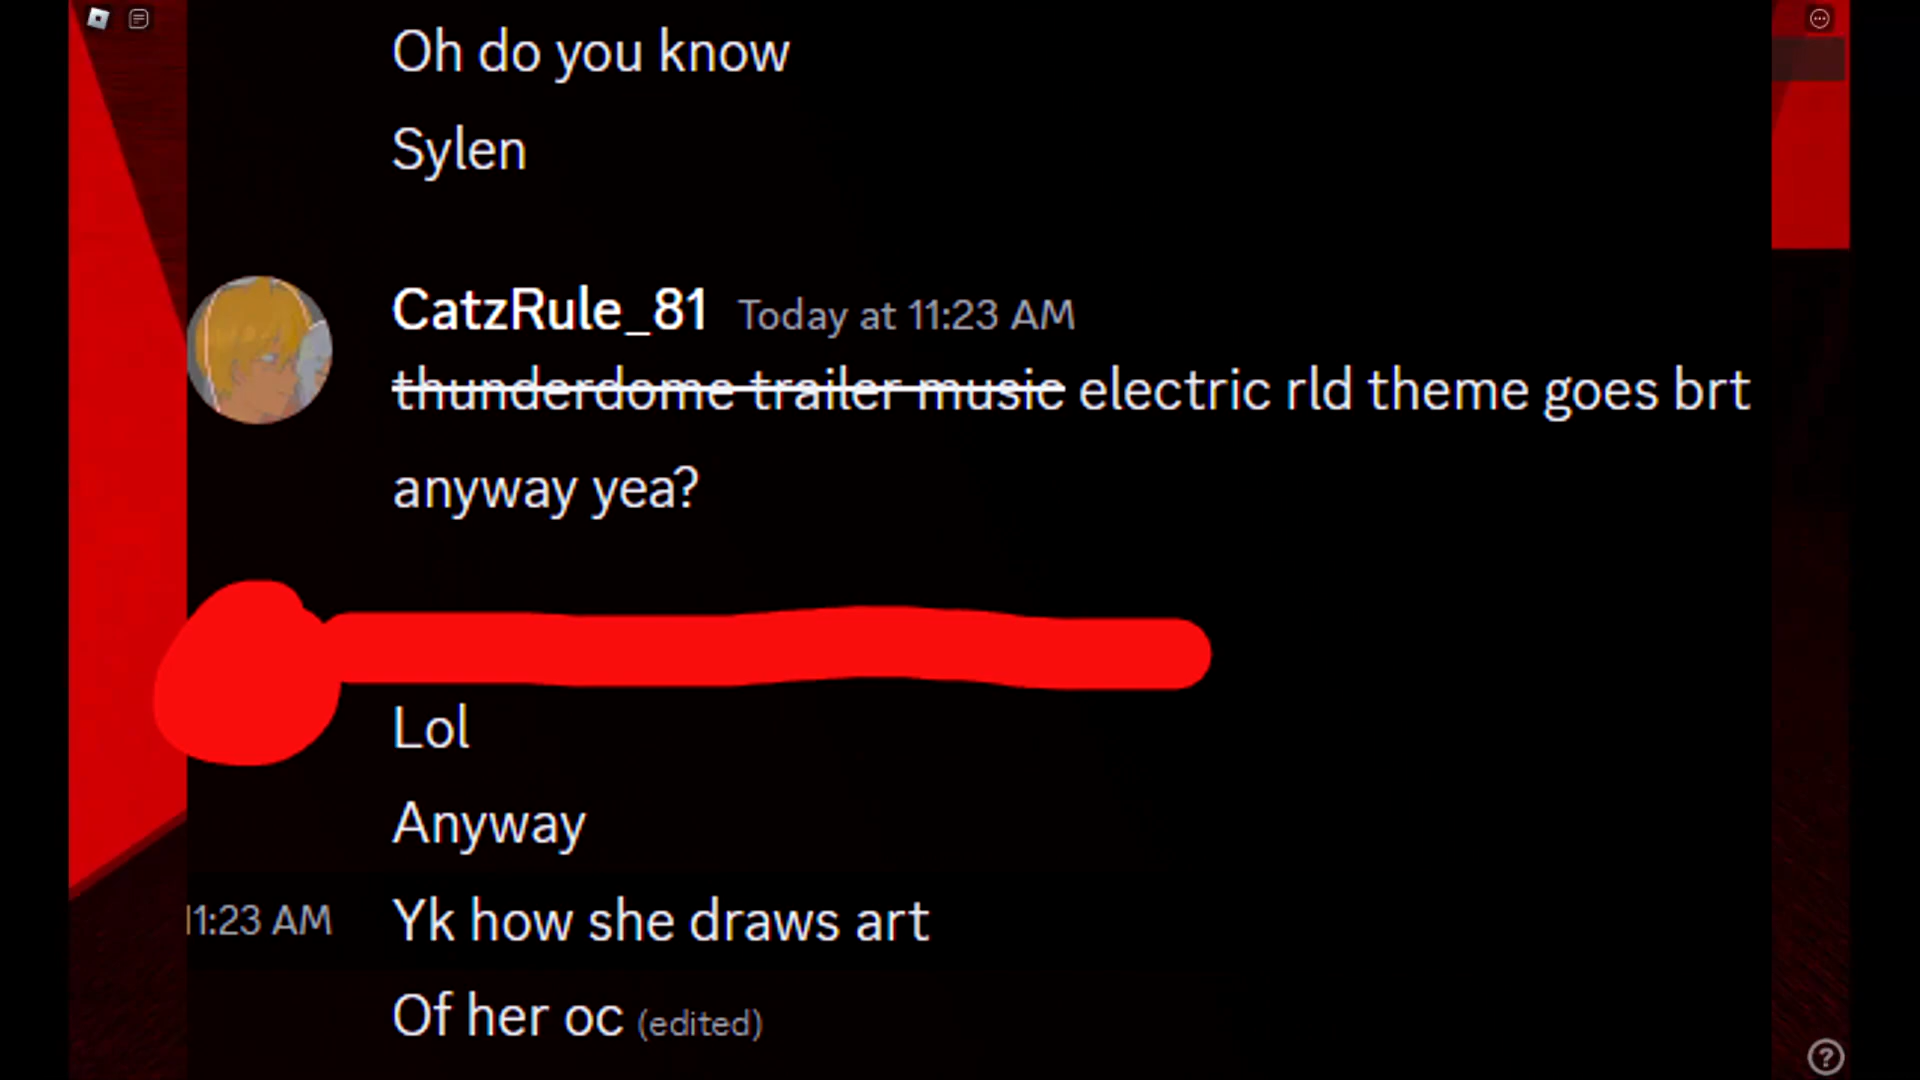 Oh do you know
Sylen
CatzRule_81 Today at 11:23 AM
thunderdome trailer music electric rld theme goes brt
anyway yea?
Lol
Anyway
11:23 AM Yk how she draws art
Of her oc (edited)